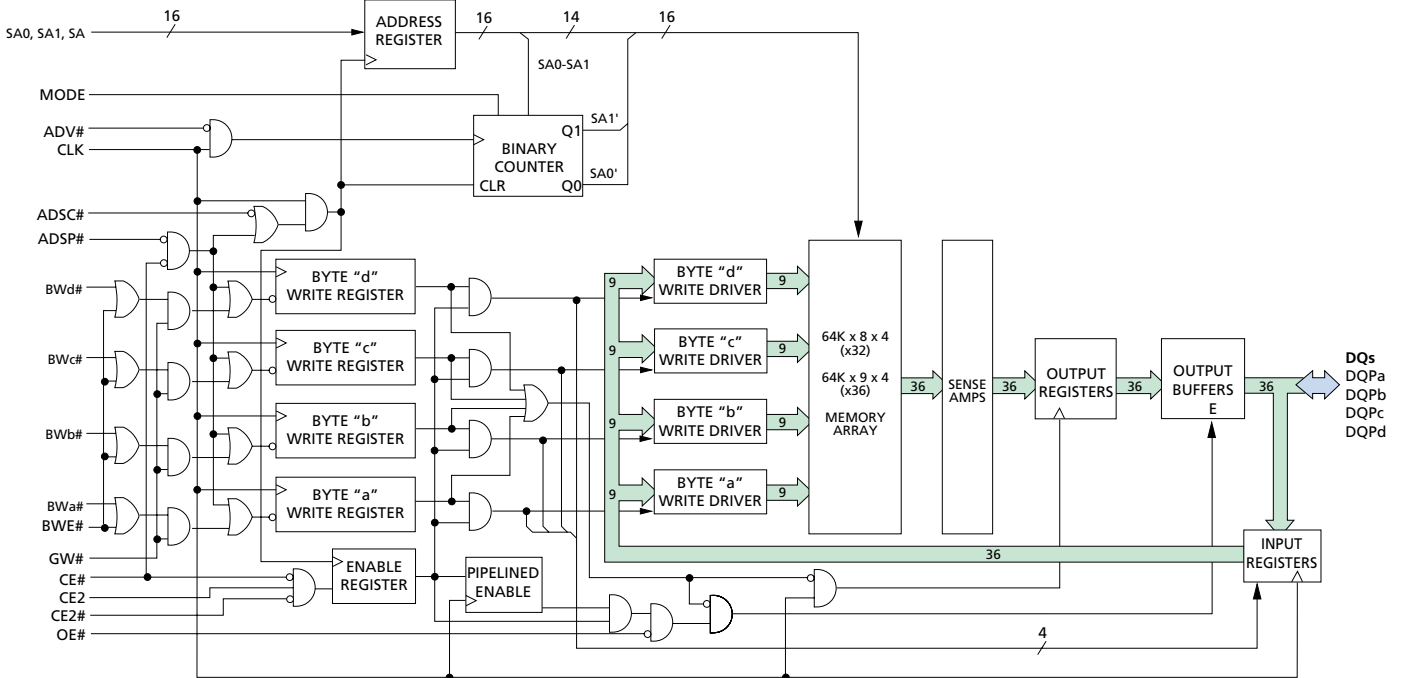 16
16
14
16
SA0, SA1, SA
ADDRESS
REGISTER
SA0-SA1
MODE
ADV#
CLK
BINARY
COUNTER
Q1
SA1'
CLR
Q0
SA0'
ADSC#
ADSP#
BWd#
BYTE “d”
WRITE REGISTER
9
BYTE “d”
WRITE DRIVER
9
BWc#
BYTE “c”
WRITE REGISTER
9
BYTE “c”
WRITE DRIVER
9
64K x 8 x 4
(x32)
64K x 9 x 4
(x36)
MEMORY
ARRAY
36
SENSE
AMPS
36
OUTPUT
REGISTERS
36
OUTPUT
BUFFERS
E
36
DQs
DQPa
DQPb
DQPc
DQPd
BWb#
BYTE “b”
WRITE REGISTER
9
BYTE “b”
WRITE DRIVER
9
BWa#
BWE#
BYTE “a”
WRITE REGISTER
9
BYTE “a”
WRITE DRIVER
9
GW#
CE#
CE2
CE2#
OE#
ENABLE
REGISTER
PIPELINED
ENABLE
36
INPUT
REGISTERS
4